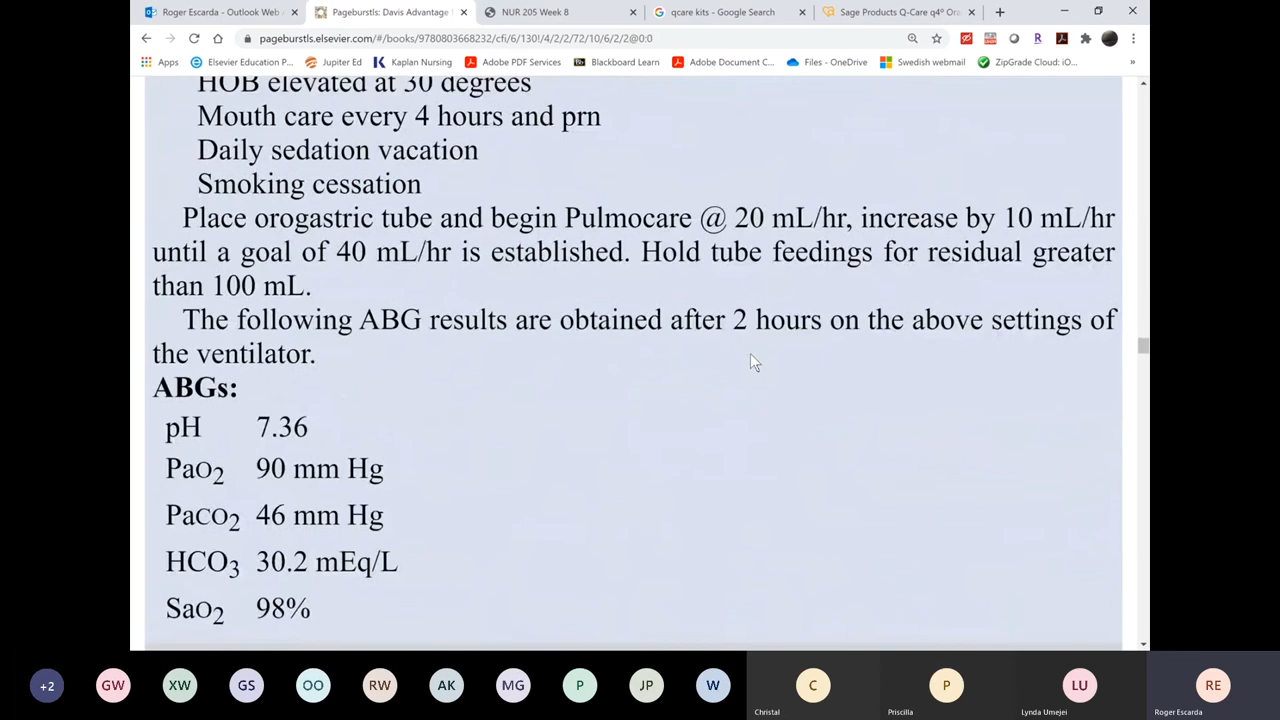 Roger Escarda - Outlook Web
Pageburstls: Davis Advantage
NUR 205 Week 8
qcare kits - Google Search
Sage Products Q-Care q4º Ora
pageburstls.elsevier.com/#/books/9780803668232/cfi/6/130!/4/2/2/72/10/6/2/2@0:0
Apps Elsevier Education P... Jupiter Ed Kaplan Nursing Adobe PDF Services Bb Blackboard Learn Adobe Document C... Files - OneDrive Swedish webmail ZipGrade Cloud: iO... »
HOB elevated at 30 degrees
Mouth care every 4 hours and prn
Daily sedation vacation
Smoking cessation
Place orogastric tube and begin Pulmocare @ 20 mL/hr, increase by 10 mL/hr
until a goal of 40 mL/hr is established. Hold tube feedings for residual greater
than 100 mL.
The following ABG results are obtained after 2 hours on the above settings of
the ventilator.
ABGs:
pH 7.36
PaO2 90 mm Hg
PaCO2 46 mm Hg
HCO3 30.2 mEq/L
SaO2 98%
+2 GW XW GS OO RW AK MG P JP W C P LU RE
Christal Priscilla Lynda Umejei Roger Escarda